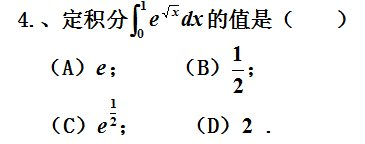 4.、定积分∫₀¹ e^{√x} dx 的值是（　　）
（A）e；　　（B）1/2；
（C）e^{1/2}；　　（D）2 .